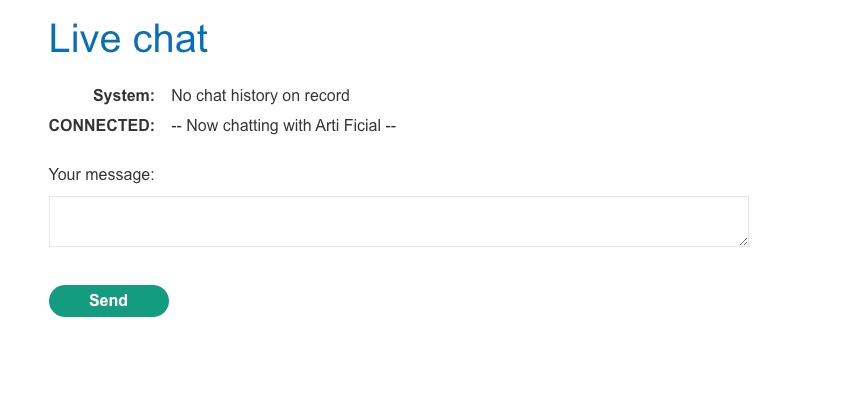 Live chat
System: No chat history on record
CONNECTED: -- Now chatting with Arti Ficial --
Your message:
Send